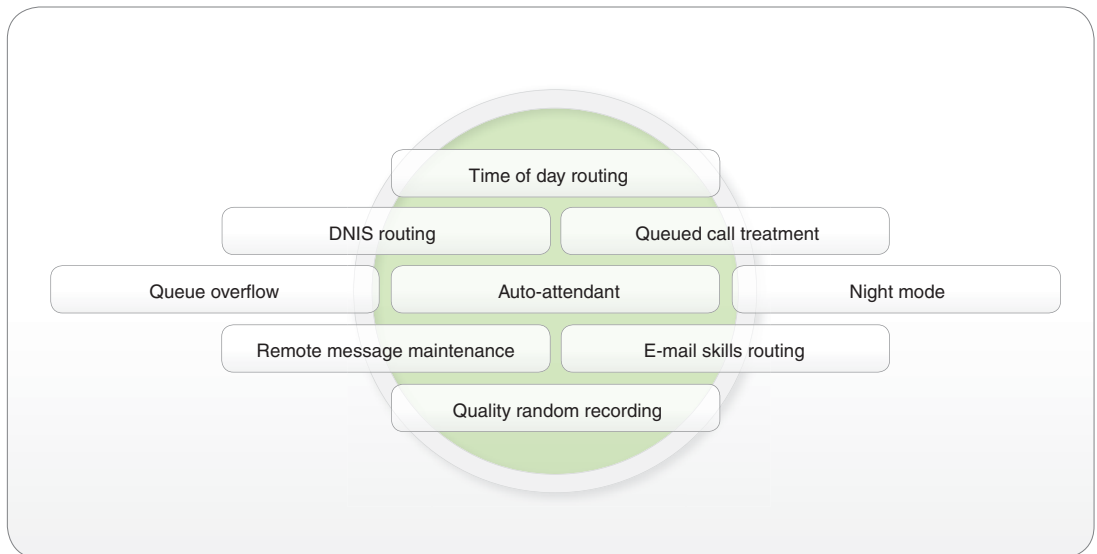 Time of day routing
DNIS routing
Queued call treatment
Queue overflow
Auto-attendant
Night mode
Remote message maintenance
E-mail skills routing
Quality random recording